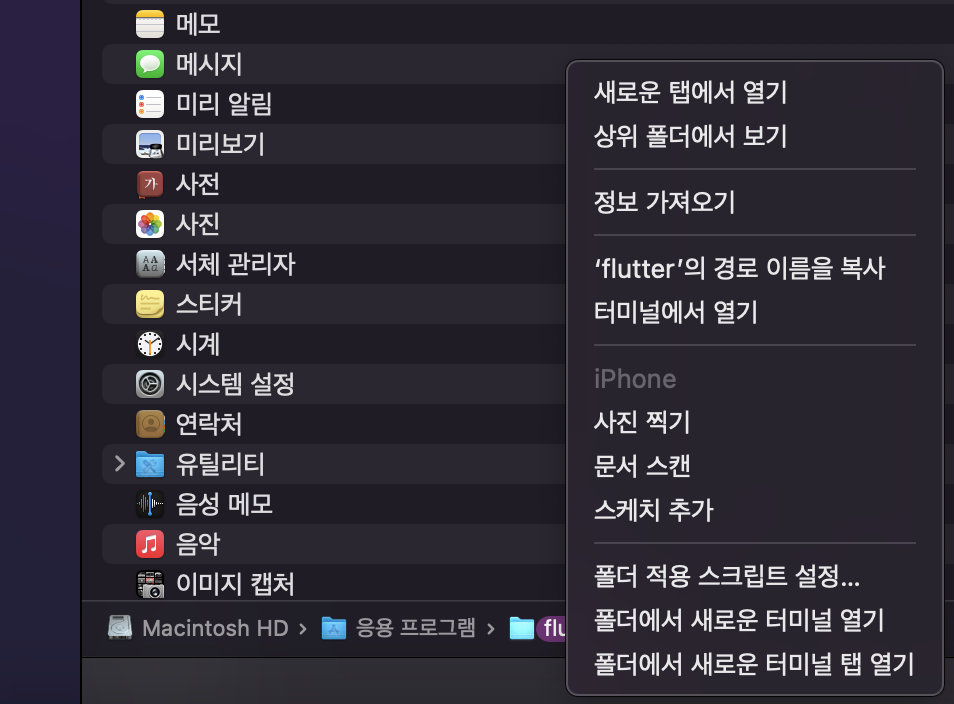 메모
메시지
미리 알림
미리보기
사전
사진
서체 관리자
스티커
시계
시스템 설정
연락처
유틸리티
음성 메모
음악
이미지 캡처
Macintosh HD › 응용 프로그램 › flu
새로운 탭에서 열기
상위 폴더에서 보기
정보 가져오기
‘flutter’의 경로 이름을 복사
터미널에서 열기
iPhone
사진 찍기
문서 스캔
스케치 추가
폴더 적용 스크립트 설정...
폴더에서 새로운 터미널 열기
폴더에서 새로운 터미널 탭 열기